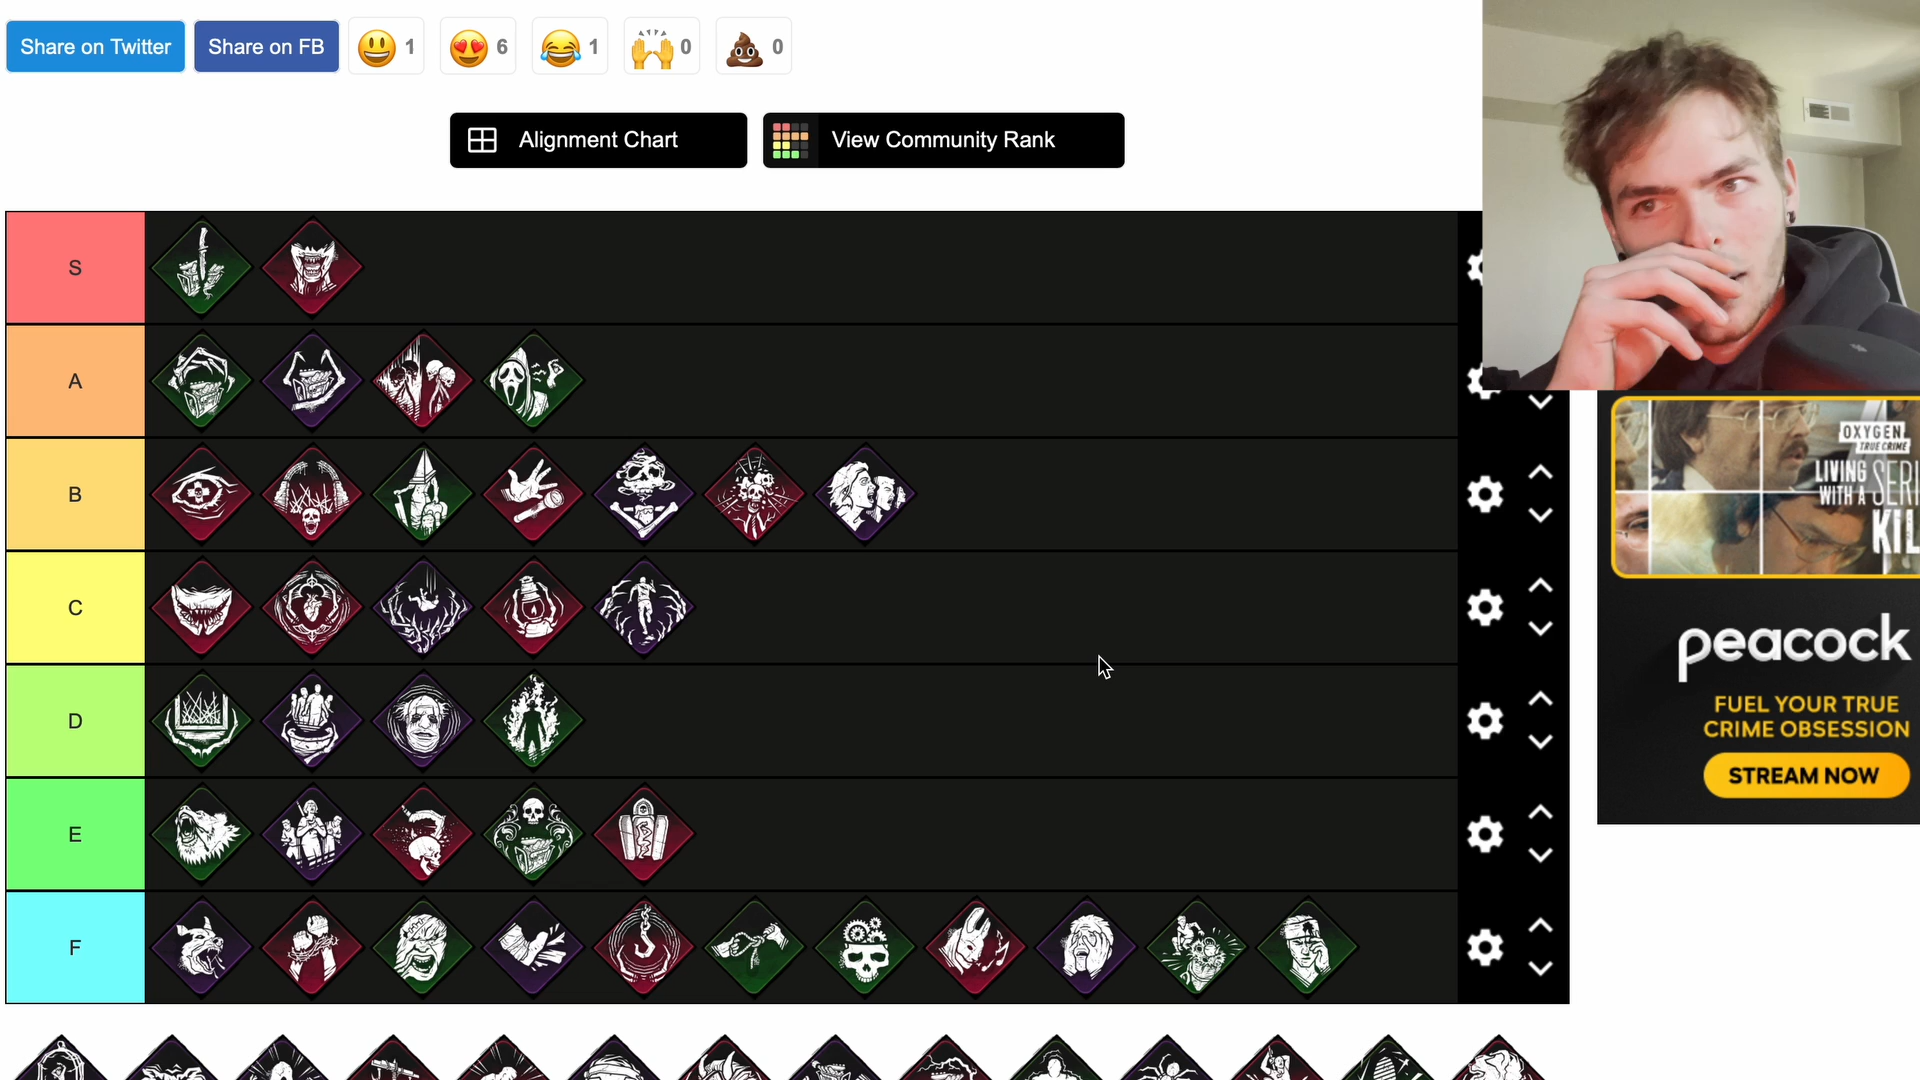 Share on Twitter
Share on FB
1
6
1
0
0
Alignment Chart
View Community Rank
S
A
B
C
D
E
F
OXYGEN
TRUE CRIME
LIVING
WITH A
peacock
FUEL YOUR TRUE
CRIME OBSESSION
STREAM NOW